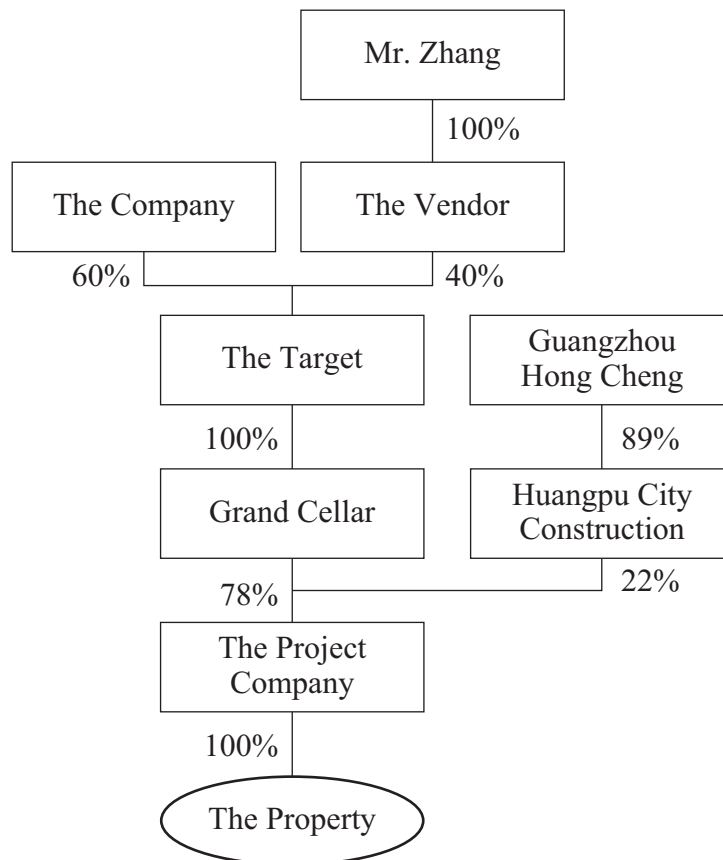 Mr. Zhang
100%
The Company
The Vendor
60%
40%
The Target
Guangzhou
Hong Cheng
100%
89%
Grand Cellar
Huangpu City
Construction
78%
22%
The Project
Company
100%
The Property